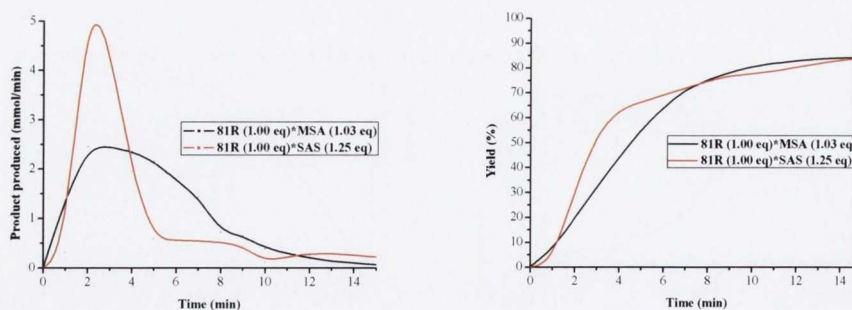 Product produced (mmol/min)
5
4
3
2
1
0
81R (1.00 eq)*MSA (1.03 eq)
81R (1.00 eq)*SAS (1.25 eq)
0 2 4 6 8 10 12 14
Time (min)
Yield (%)
100
90
80
70
60
50
40
30
20
10
0
81R (1.00 eq)*MSA (1.03 eq
81R (1.00 eq)*SAS (1.25 eq)
0 2 4 6 8 10 12 14
Time (min)